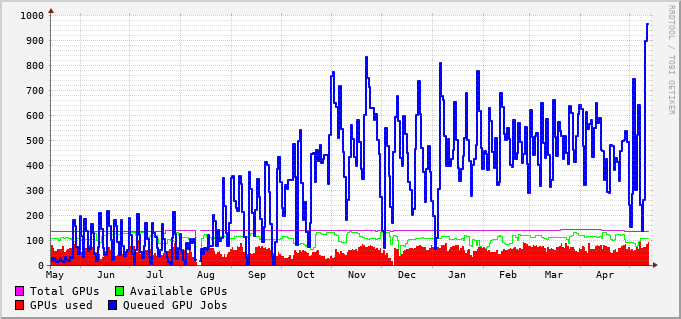 1000
900
800
700
600
500
400
300
200
100
0
May Jun Jul Aug Sep Oct Nov Dec Jan Feb Mar Apr
Total GPUs Available GPUs
GPUs used Queued GPU Jobs
RRDTOOL / TOBI OETIKER